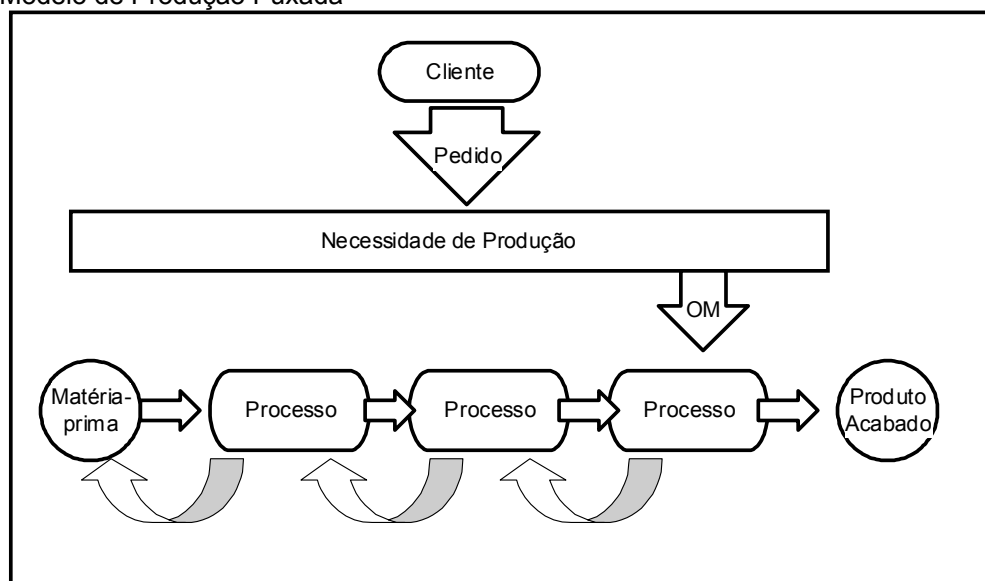 Modelo de Produção Puxada
Cliente
Pedido
Necessidade de Produção
OM
Matéria-
prima
Processo
Processo
Processo
Produto
Acabado